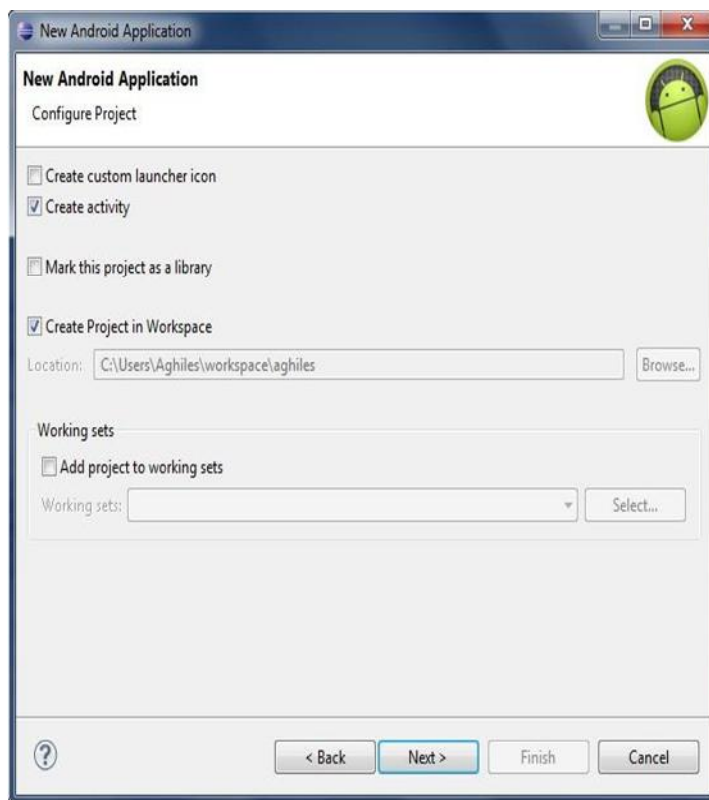 New Android Application
New Android Application
Configure Project
Create custom launcher icon
Create activity
Mark this project as a library
Create Project in Workspace
Location: C:\Users\Aghiles\workspace\aghiles Browse...
Working sets
Add project to working sets
Working sets: Select...
? < Back Next > Finish Cancel